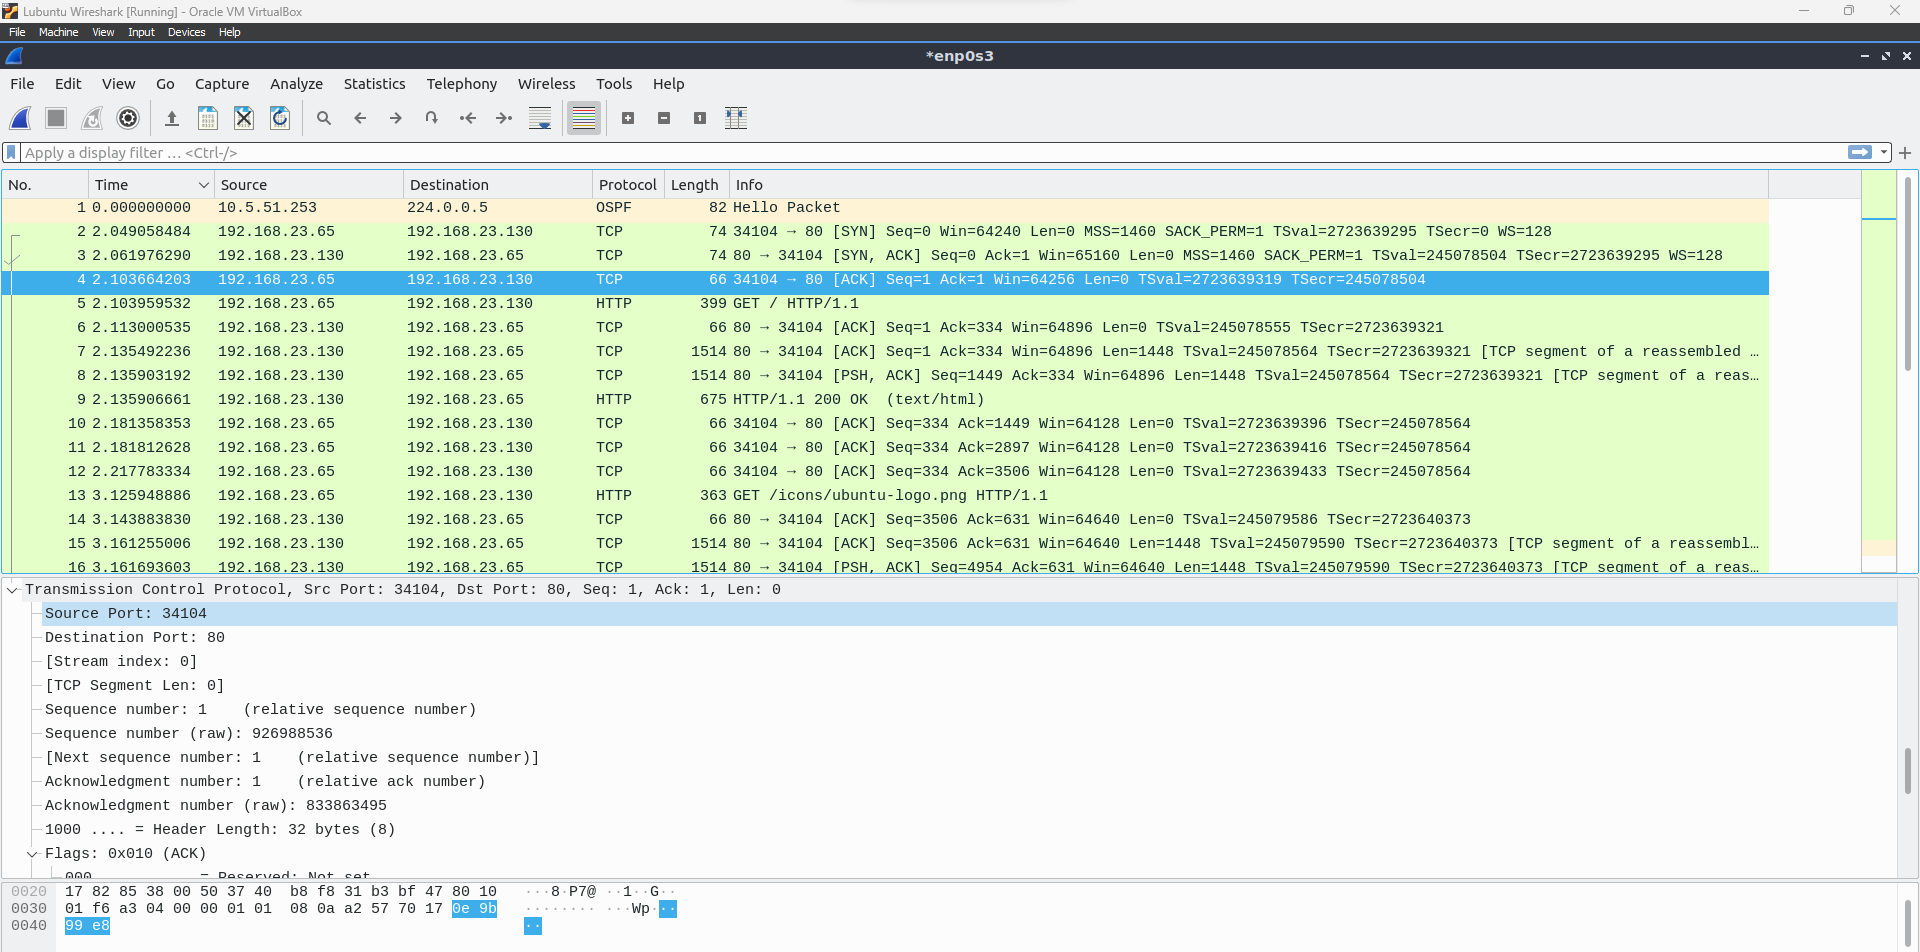 Lubuntu Wireshark [Running] - Oracle VM VirtualBox
File Machine View Input Devices Help
*enp0s3
File Edit View Go Capture Analyze Statistics Telephony Wireless Tools Help
Apply a display filter … <Ctrl-/>
No. Time Source Destination Protocol Length Info
1 0.000000000 10.5.51.253 224.0.0.5 OSPF 82 Hello Packet
2 2.049058484 192.168.23.65 192.168.23.130 TCP 74 34104 → 80 [SYN] Seq=0 Win=64240 Len=0 MSS=1460 SACK_PERM=1 TSval=2723639295 TSecr=0 WS=128
3 2.061976290 192.168.23.130 192.168.23.65 TCP 74 80 → 34104 [SYN, ACK] Seq=0 Ack=1 Win=65160 Len=0 MSS=1460 SACK_PERM=1 TSval=245078504 TSecr=2723639295 WS=128
4 2.103664203 192.168.23.65 192.168.23.130 TCP 66 34104 → 80 [ACK] Seq=1 Ack=1 Win=64256 Len=0 TSval=2723639319 TSecr=245078504
5 2.103959532 192.168.23.65 192.168.23.130 HTTP 399 GET / HTTP/1.1
6 2.113000535 192.168.23.130 192.168.23.65 TCP 66 80 → 34104 [ACK] Seq=1 Ack=334 Win=64896 Len=0 TSval=245078555 TSecr=2723639321
7 2.135492236 192.168.23.130 192.168.23.65 TCP 1514 80 → 34104 [ACK] Seq=1 Ack=334 Win=64896 Len=1448 TSval=245078564 TSecr=2723639321 [TCP segment of a reassembled …
8 2.135903192 192.168.23.130 192.168.23.65 TCP 1514 80 → 34104 [PSH, ACK] Seq=1449 Ack=334 Win=64896 Len=1448 TSval=245078564 TSecr=2723639321 [TCP segment of a reas…
9 2.135906661 192.168.23.130 192.168.23.65 HTTP 675 HTTP/1.1 200 OK (text/html)
10 2.181358353 192.168.23.65 192.168.23.130 TCP 66 34104 → 80 [ACK] Seq=334 Ack=1449 Win=64128 Len=0 TSval=2723639396 TSecr=245078564
11 2.181812628 192.168.23.65 192.168.23.130 TCP 66 34104 → 80 [ACK] Seq=334 Ack=2897 Win=64128 Len=0 TSval=2723639416 TSecr=245078564
12 2.217783334 192.168.23.65 192.168.23.130 TCP 66 34104 → 80 [ACK] Seq=334 Ack=3506 Win=64128 Len=0 TSval=2723639433 TSecr=245078564
13 3.125948886 192.168.23.65 192.168.23.130 HTTP 363 GET /icons/ubuntu-logo.png HTTP/1.1
14 3.143883830 192.168.23.130 192.168.23.65 TCP 66 80 → 34104 [ACK] Seq=3506 Ack=631 Win=64640 Len=0 TSval=245079586 TSecr=2723640373
15 3.161255006 192.168.23.130 192.168.23.65 TCP 1514 80 → 34104 [ACK] Seq=3506 Ack=631 Win=64640 Len=1448 TSval=245079590 TSecr=2723640373 [TCP segment of a reassembl…
16 3.161693603 192.168.23.130 192.168.23.65 TCP 1514 80 → 34104 [PSH, ACK] Seq=4954 Ack=631 Win=64640 Len=1448 TSval=245079590 TSecr=2723640373 [TCP segment of a reas…
Transmission Control Protocol, Src Port: 34104, Dst Port: 80, Seq: 1, Ack: 1, Len: 0
Source Port: 34104
Destination Port: 80
[Stream index: 0]
[TCP Segment Len: 0]
Sequence number: 1 (relative sequence number)
Sequence number (raw): 926988536
[Next sequence number: 1 (relative sequence number)]
Acknowledgment number: 1 (relative ack number)
Acknowledgment number (raw): 833863495
1000 .... = Header Length: 32 bytes (8)
Flags: 0x010 (ACK)
000. .... .... = Reserved: Not set
0020 17 82 85 38 00 50 37 40 b8 f8 31 b3 bf 47 80 10 ···8·P7@ ··1··G··
0030 01 f6 a3 04 00 00 01 01 08 0a a2 57 70 17 0e 9b ········ ···Wp···
0040 99 e8 ··